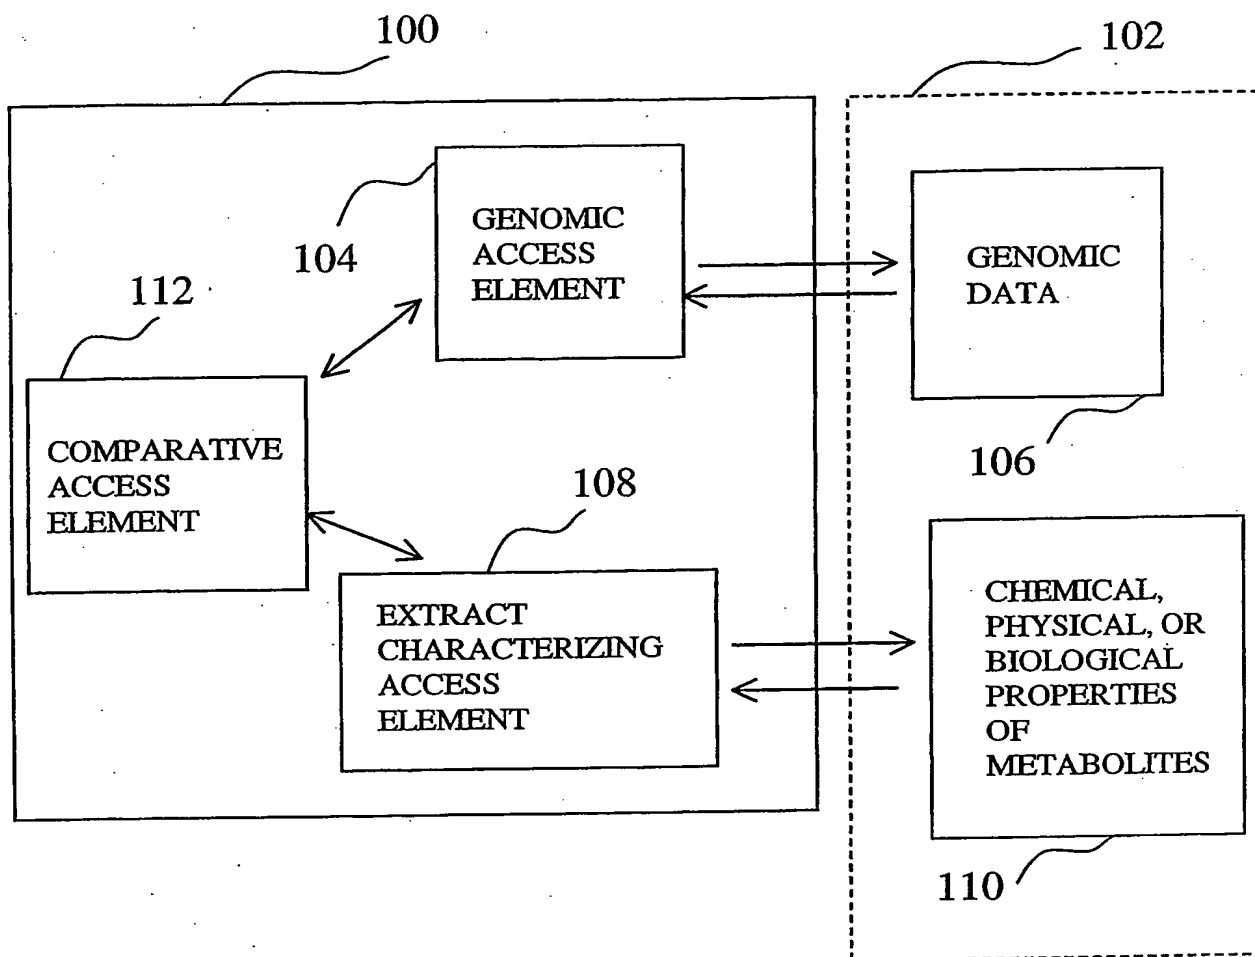 100
102
104
GENOMIC
ACCESS
ELEMENT
GENOMIC
DATA
106
112
COMPARATIVE
ACCESS
ELEMENT
108
EXTRACT
CHARACTERIZING
ACCESS
ELEMENT
CHEMICAL,
PHYSICAL, OR
BIOLOGICAL
PROPERTIES
OF
METABOLITES
110